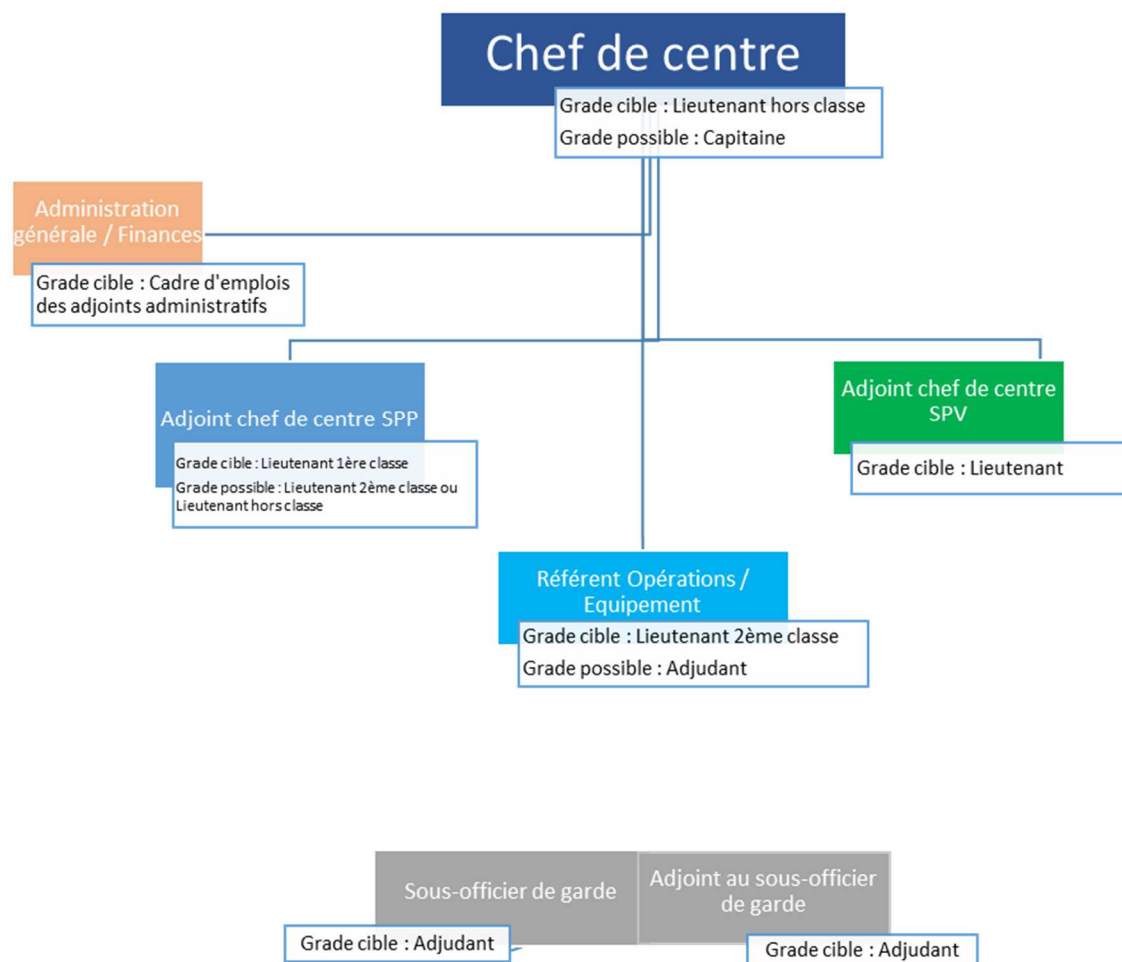 Chef de centre
Grade cible : Lieutenant hors classe
Grade possible : Capitaine
Administration
générale / Finances
Grade cible : Cadre d'emplois
des adjoints administratifs
Adjoint chef de centre SPP
Grade cible : Lieutenant 1ère classe
Grade possible : Lieutenant 2ème classe ou
Lieutenant hors classe
Adjoint chef de centre
SPV
Grade cible : Lieutenant
Référent Opérations /
Equipement
Grade cible : Lieutenant 2ème classe
Grade possible : Adjudant
Sous-officier de garde
Grade cible : Adjudant
Adjoint au sous-officier
de garde
Grade cible : Adjudant